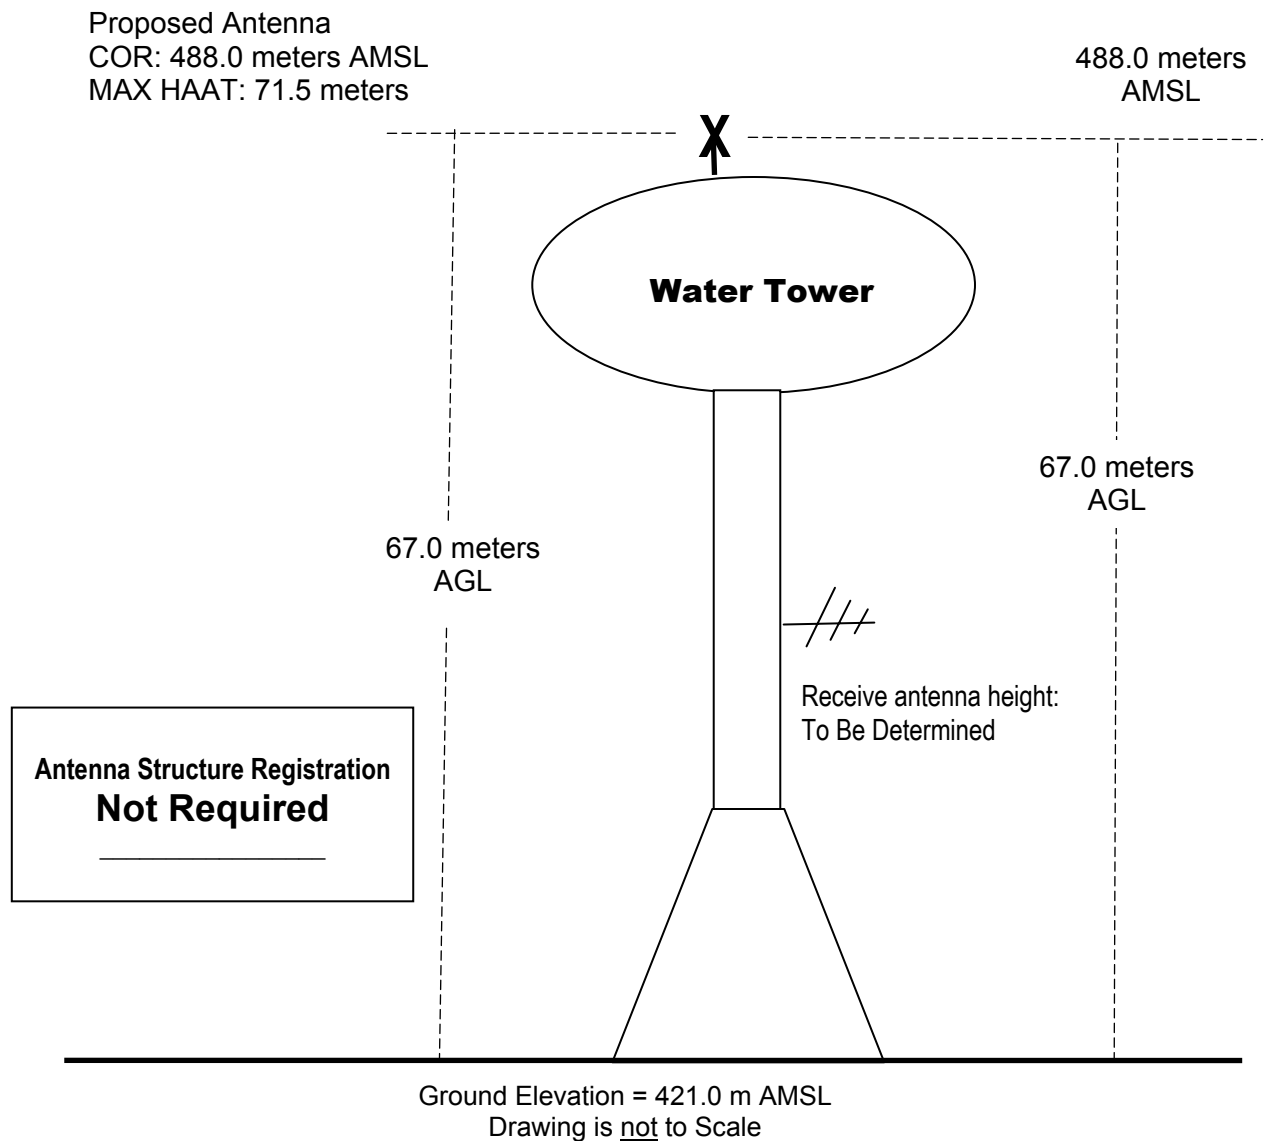 Proposed Antenna
COR: 488.0 meters AMSL
MAX HAAT: 71.5 meters
488.0 meters
AMSL
Water Tower
67.0 meters
AGL
67.0 meters
AGL
Receive antenna height:
To Be Determined
Antenna Structure Registration
Not Required
Ground Elevation = 421.0 m AMSL
Drawing is not to Scale